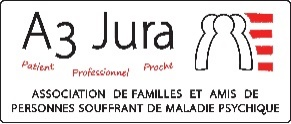 A3 Jura
Patient Professionnel Proche
ASSOCIATION DE FAMILLES ET AMIS DE
PERSONNES SOUFFRANT DE MALADIE PSYCHIQUE